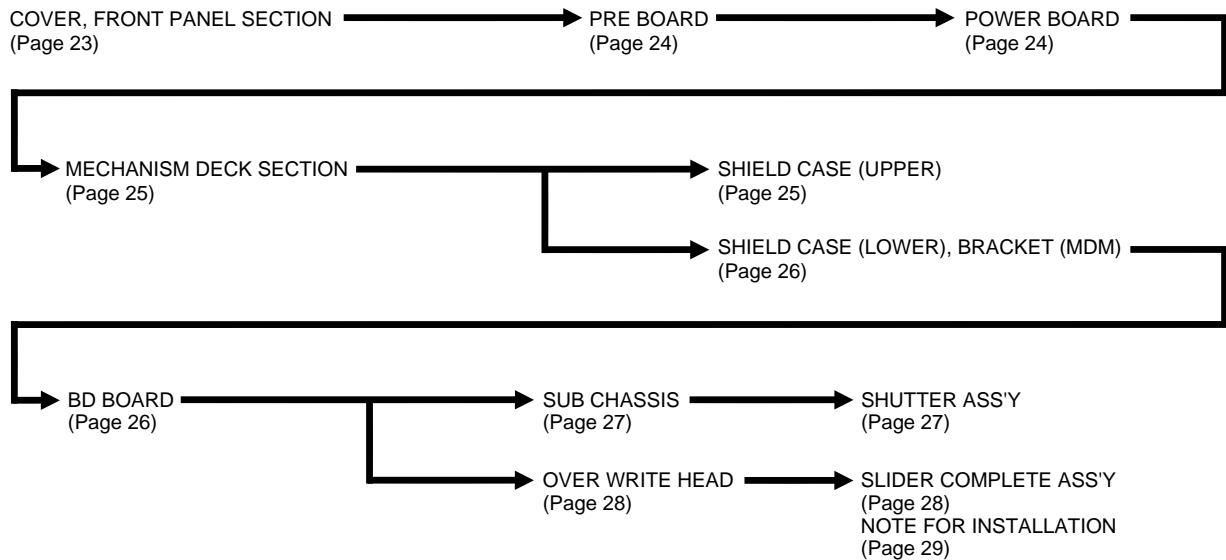 COVER, FRONT PANEL SECTION
(Page 23)
PRE BOARD
(Page 24)
POWER BOARD
(Page 24)
MECHANISM DECK SECTION
(Page 25)
SHIELD CASE (UPPER)
(Page 25)
SHIELD CASE (LOWER), BRACKET (MDM)
(Page 26)
BD BOARD
(Page 26)
SUB CHASSIS
(Page 27)
SHUTTER ASS'Y
(Page 27)
OVER WRITE HEAD
(Page 28)
SLIDER COMPLETE ASS'Y
(Page 28)
NOTE FOR INSTALLATION
(Page 29)